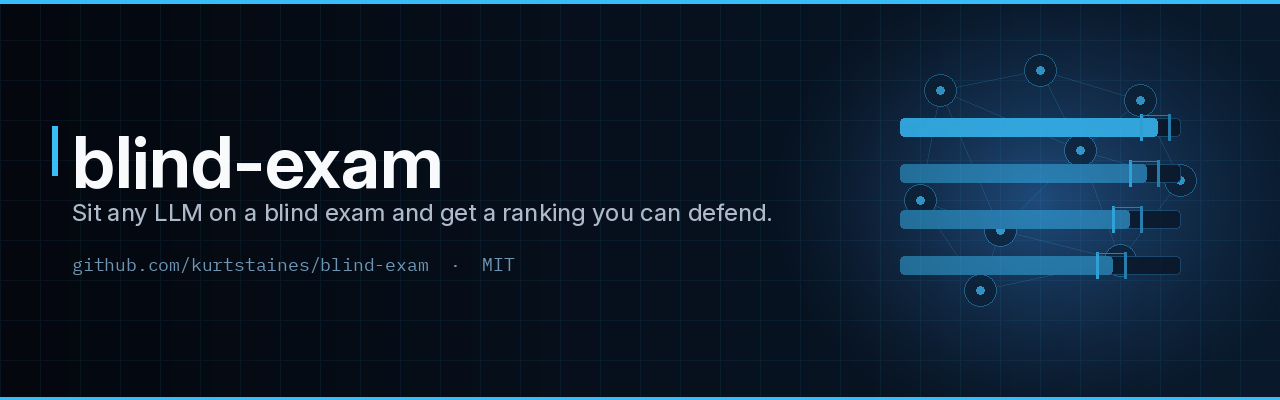 blind-exam
Sit any LLM on a blind exam and get a ranking you can defend.
github.com/kurtstaines/blind-exam · MIT